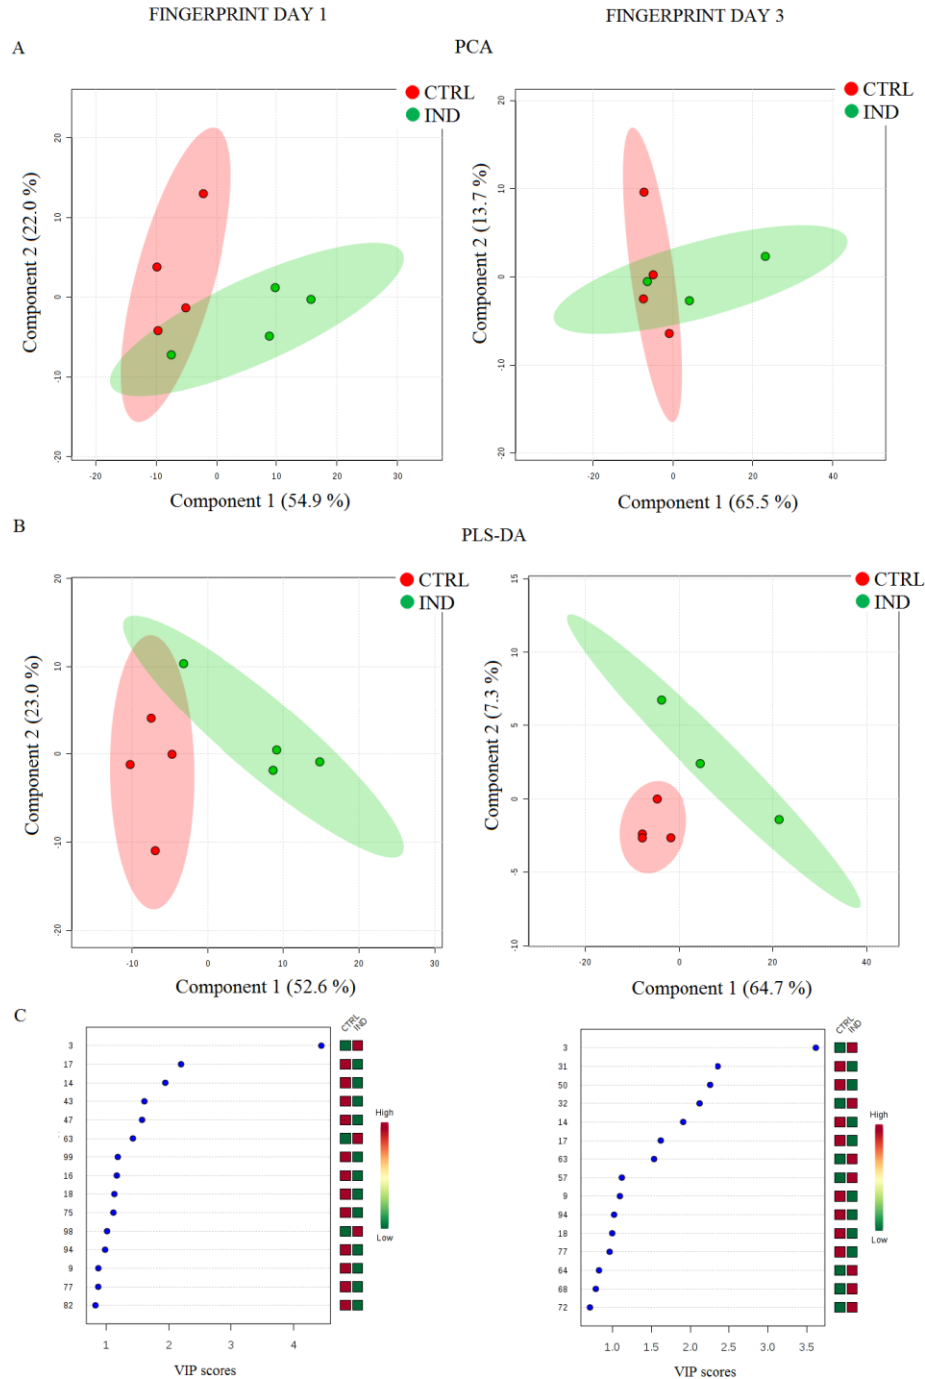 FINGERPRINT DAY 1
FINGERPRINT DAY 3
A
PCA
CTRL
IND
Component 2 (22.0 %)
20
10
0
-10
-20
-20
-10
0
10
20
30
Component 1 (54.9 %)
CTRL
IND
Component 2 (13.7 %)
20
10
0
-10
-20
-20
0
20
40
Component 1 (65.5 %)
B
PLS-DA
CTRL
IND
Component 2 (23.0 %)
20
10
0
-10
-20
-10
0
10
20
30
Component 1 (52.6 %)
CTRL
IND
Component 2 (7.3 %)
15
10
5
0
-5
-10
-20
0
20
40
Component 1 (64.7 %)
C
CTRL
IND
3
17
14
43
47
63
99
16
18
75
98
94
9
77
82
High
Low
1
2
3
4
VIP scores
CTRL
IND
3
31
50
32
14
17
63
57
9
94
18
77
64
68
72
High
Low
1.0
1.5
2.0
2.5
3.0
3.5
VIP scores